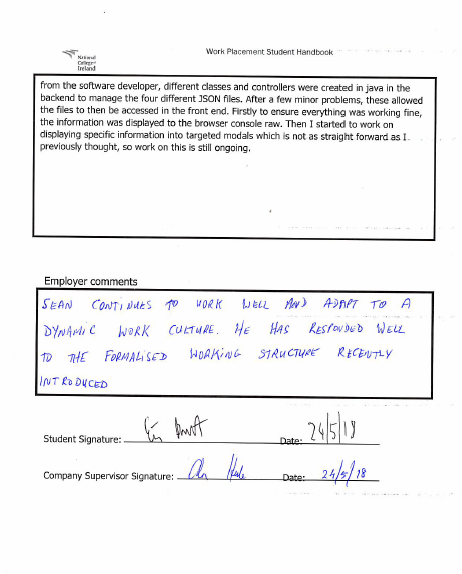 National
College of
Ireland
Work Placement Student Handbook
from the software developer, different classes and controllers were created in java in the
backend to manage the four different JSON files. After a few minor problems, these allowed
the files to then be accessed in the front end. Firstly to ensure everything was working fine,
the information was displayed to the browser console raw. Then I started to work on
displaying specific information into targeted modals which is not as straight forward as I
previously thought, so work on this is still ongoing.
Employer comments
SEAN CONTINUES TO WORK WELL AND ADAPT TO A
DYNAMIC WORK CULTURE. HE HAS RESPONDED WELL
TO THE FORMALISED WORKING STRUCTURE RECENTLY
INTRODUCED
Student Signature: Date: 24/5/18
Company Supervisor Signature: Date: 24/5/18